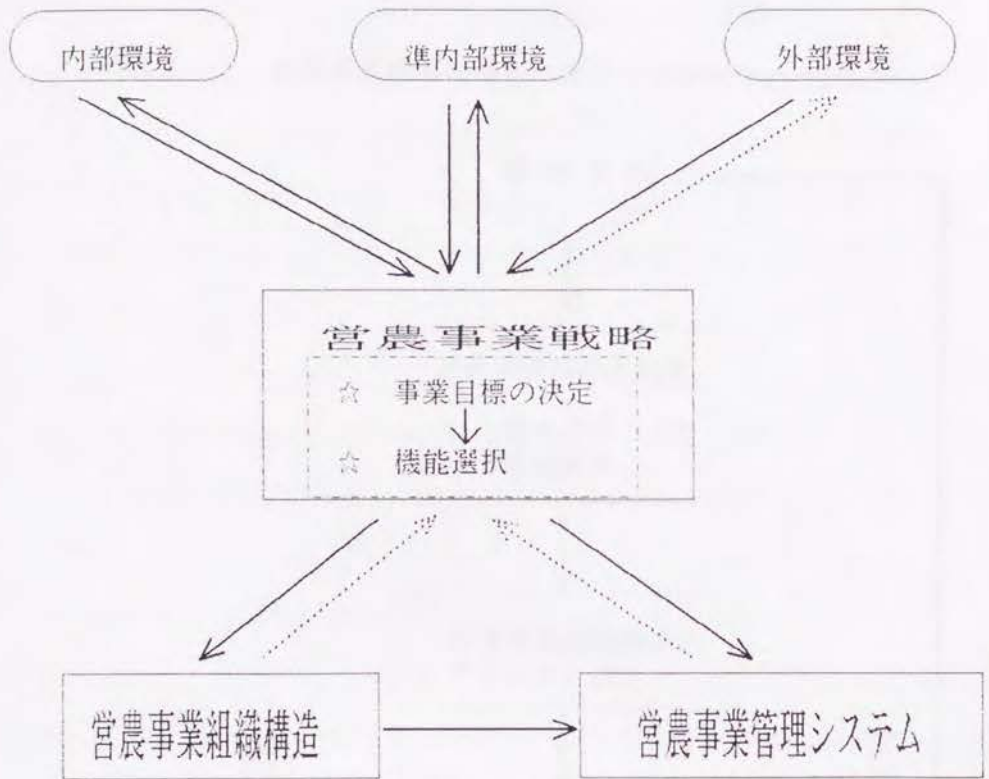 内部環境
準内部環境
外部環境
営農事業戦略
☆ 事業目標の決定
☆ 機能選択
営農事業組織構造
営農事業管理システム